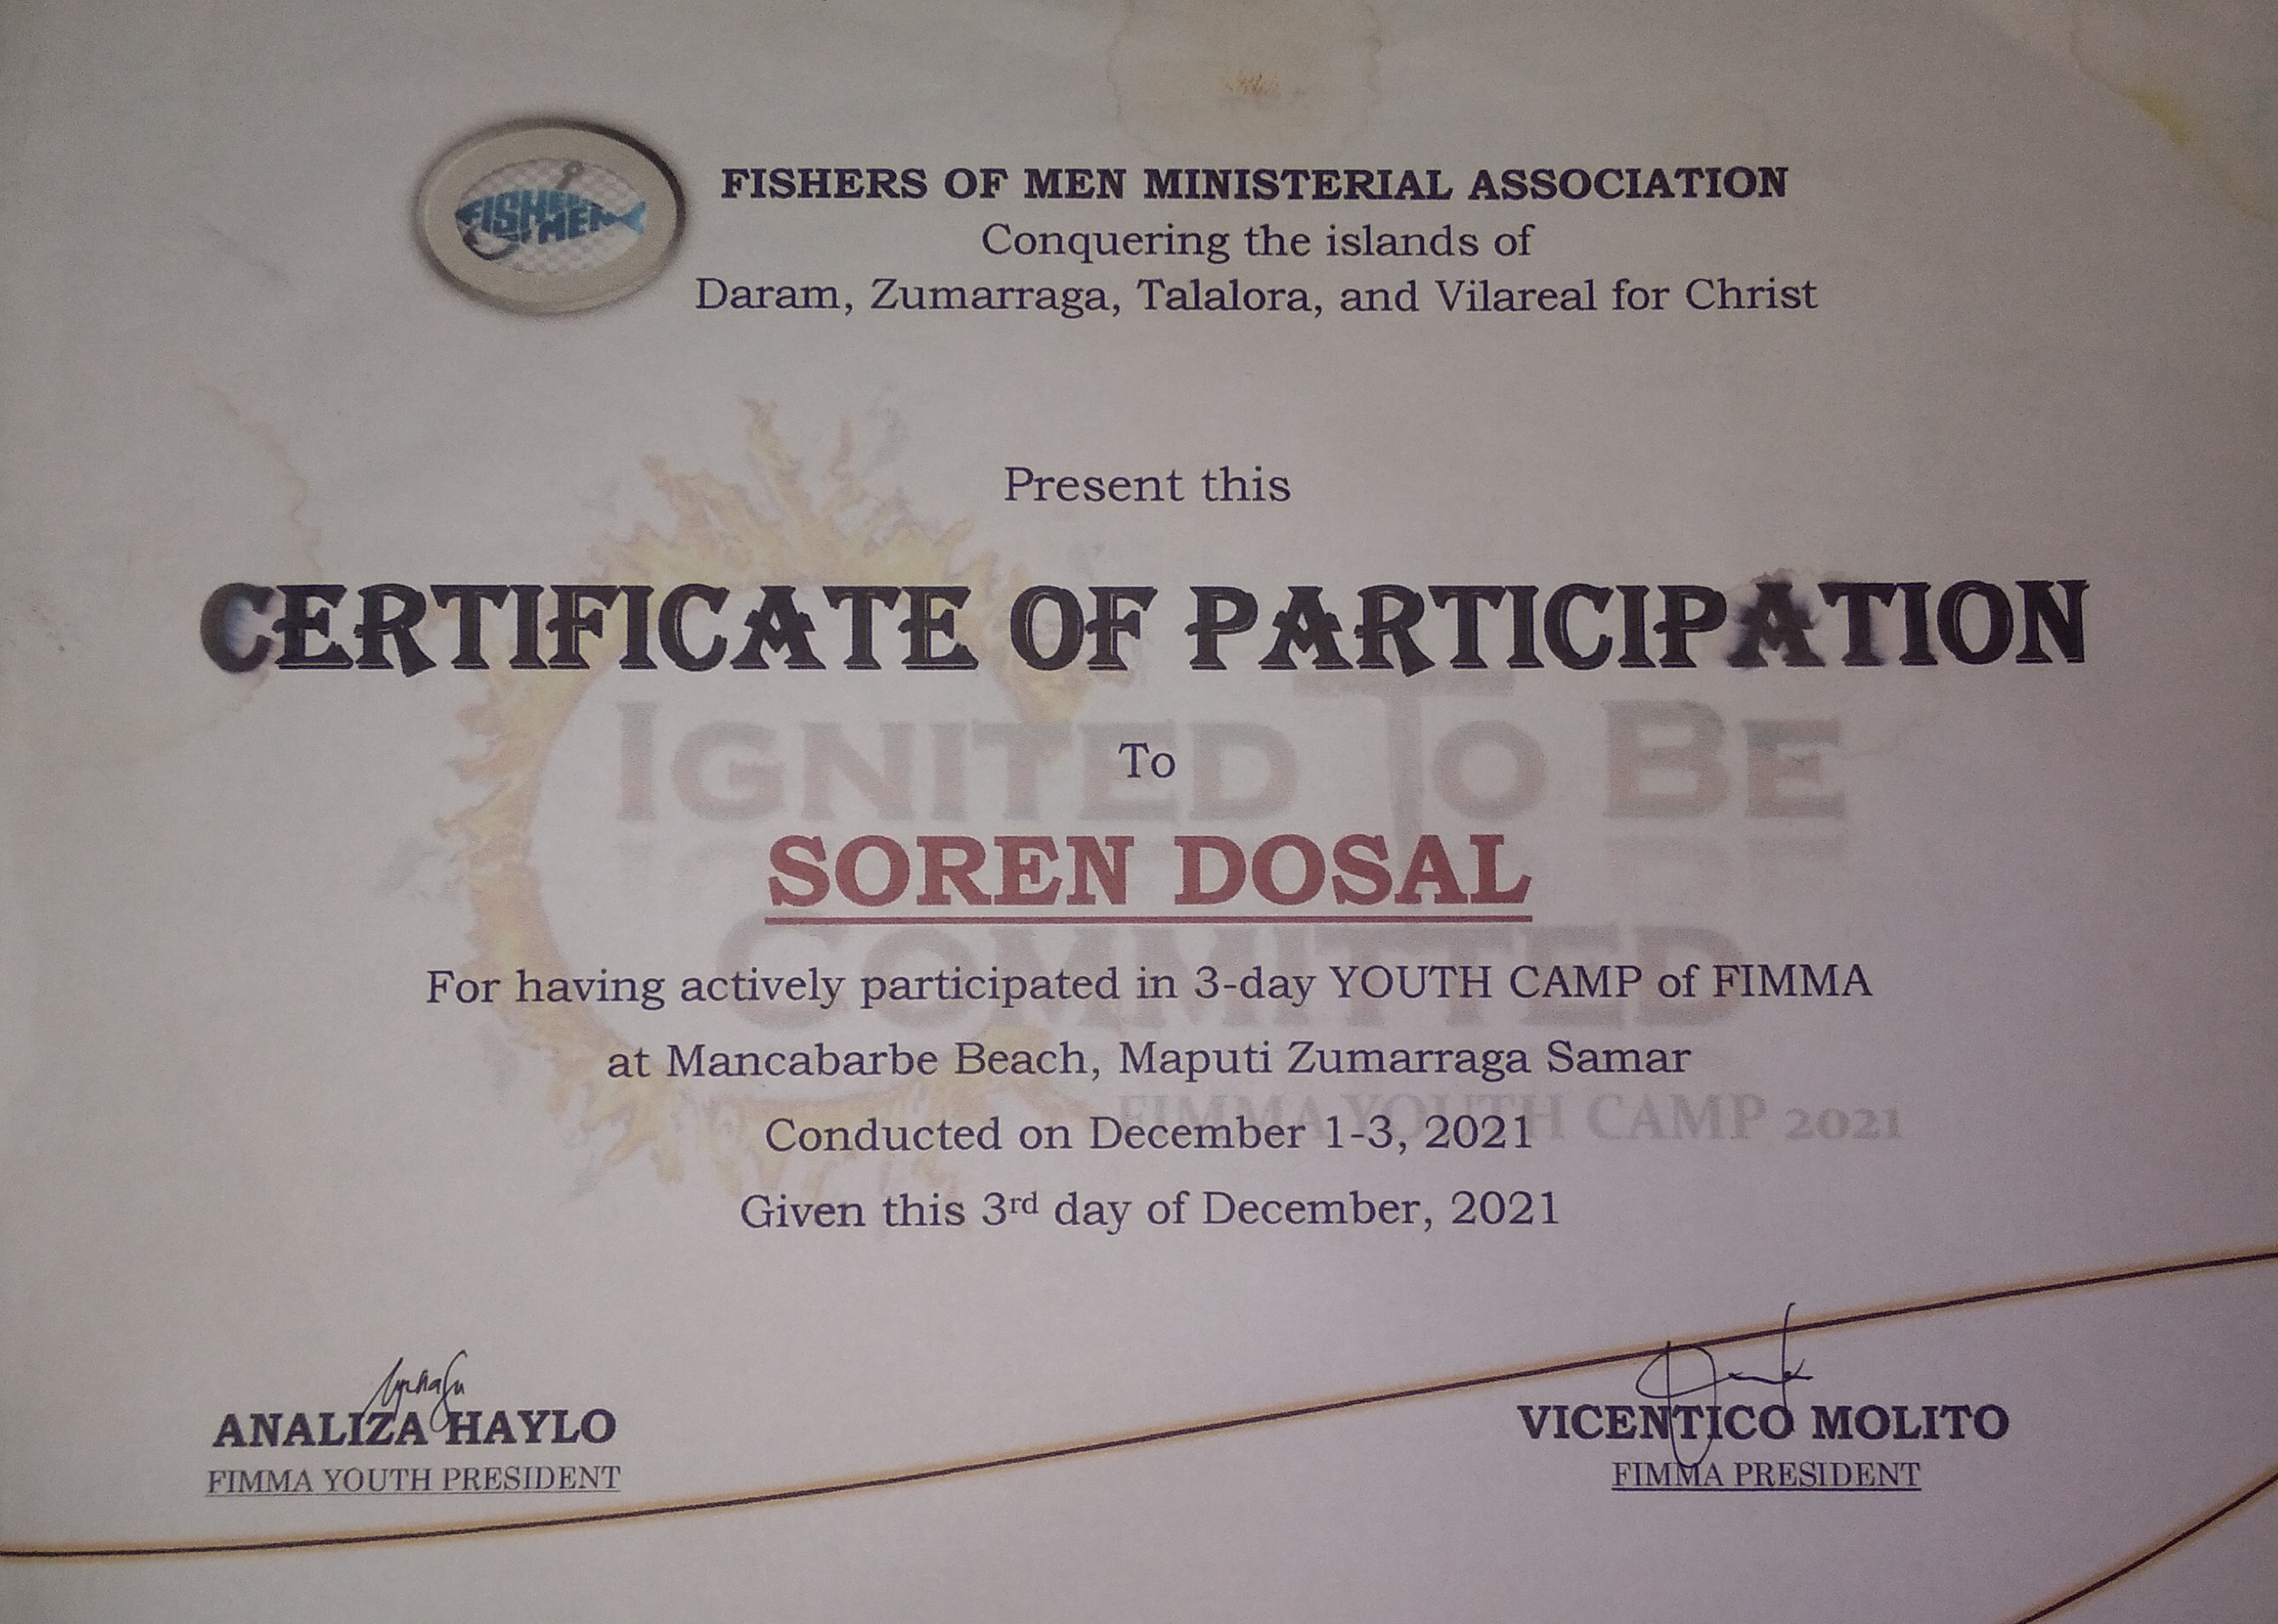 FISHERS OF MEN
FISHERS OF MEN MINISTERIAL ASSOCIATION
Conquering the islands of
Daram, Zumarraga, Talalora, and Vilareal for Christ
Present this
CERTIFICATE OF PARTICIPATION
IGNITED TO BE
To
SOREN DOSAL
COMMITTED
For having actively participated in 3-day YOUTH CAMP of FIMMA
at Mancabarbe Beach, Maputi Zumarraga Samar
FIMMA YOUTH CAMP 2021
Conducted on December 1-3, 2021
Given this 3rd day of December, 2021
ANALIZA HAYLO
FIMMA YOUTH PRESIDENT
VICENTICO MOLITO
FIMMA PRESIDENT